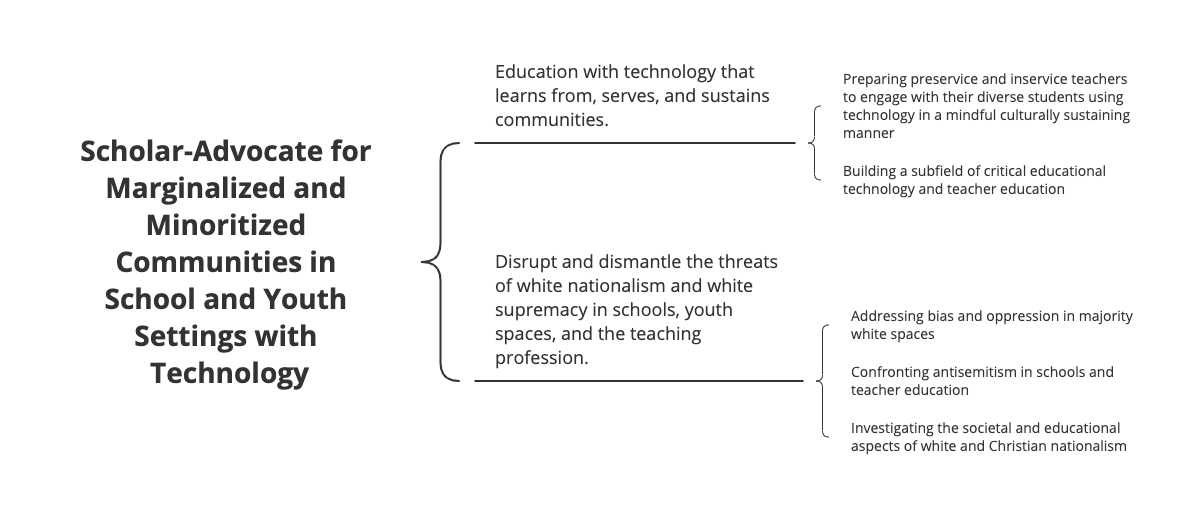 Scholar-Advocate for
Marginalized and
Minoritized
Communities in
School and Youth
Settings with
Technology
Education with technology that
learns from, serves, and sustains
communities.
Preparing preservice and inservice teachers
to engage with their diverse students using
technology in a mindful culturally sustaining
manner
Building a subfield of critical educational
technology and teacher education
Disrupt and dismantle the threats
of white nationalism and white
supremacy in schools, youth
spaces, and the teaching
profession.
Addressing bias and oppression in majority
white spaces
Confronting antisemitism in schools and
teacher education
Investigating the societal and educational
aspects of white and Christian nationalism